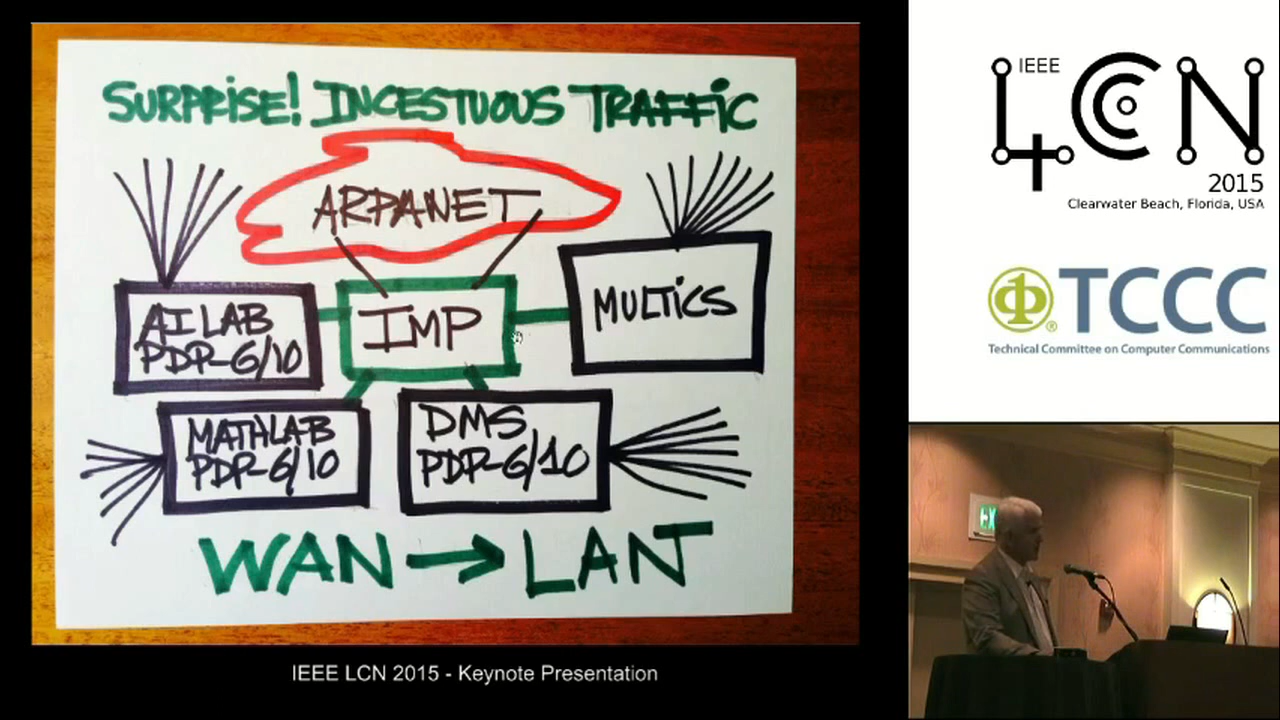 SURPRISE! INCESTUOUS TRAFFIC
ARPANET
AI LAB
PDP-6/10
IMP
MULTICS
MATHLAB
PDP-6/10
DMS
PDP-6/10
WAN → LAN
IEEE LCN 2015 - Keynote Presentation
IEEE
LCN
2015
Clearwater Beach, Florida, USA
TCCC
®
Technical Committee on Computer Communications
EX